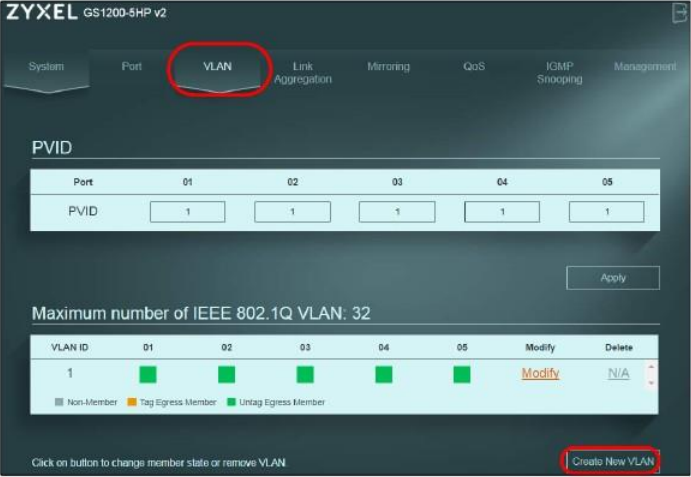 ZYXEL GS1200-5HP v2
System Port VLAN Link Aggregation Mirroring QoS IGMP Snooping Management
PVID
Port 01 02 03 04 05
PVID 1 1 1 1 1
Apply
Maximum number of IEEE 802.1Q VLAN: 32
VLAN ID 01 02 03 04 05 Modify Delete
1 Modify N/A
Non-Member Tag Egress Member Untag Egress Member
Click on button to change member state or remove VLAN.
Create New VLAN